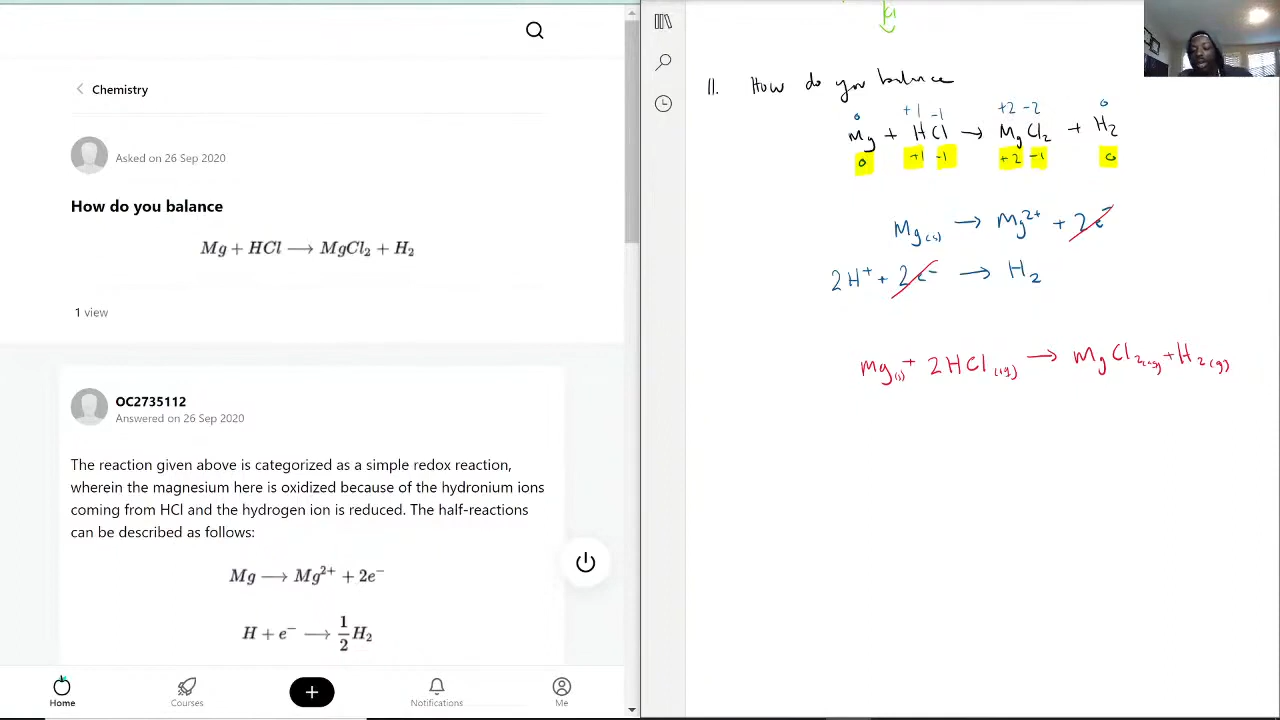 Chemistry
Asked on 26 Sep 2020
How do you balance
Mg + HCl ⟶ MgCl₂ + H₂
1 view
OC2735112
Answered on 26 Sep 2020
The reaction given above is categorized as a simple redox reaction,
wherein the magnesium here is oxidized because of the hydronium ions
coming from HCl and the hydrogen ion is reduced. The half-reactions
can be described as follows:
Mg ⟶ Mg²⁺ + 2e⁻
H + e⁻ ⟶ 1/2 H₂
Home
Courses
Notifications
Me
11. How do you balance
0 +1 -1 +2 -2 0
Mg + HCl → MgCl₂ + H₂
0 +1 -1 +2 -1 0
Mg(s) → Mg²⁺ + 2e⁻
2H⁺ + 2e⁻ → H₂
Mg(s) + 2HCl(aq) → MgCl₂(aq) + H₂(g)